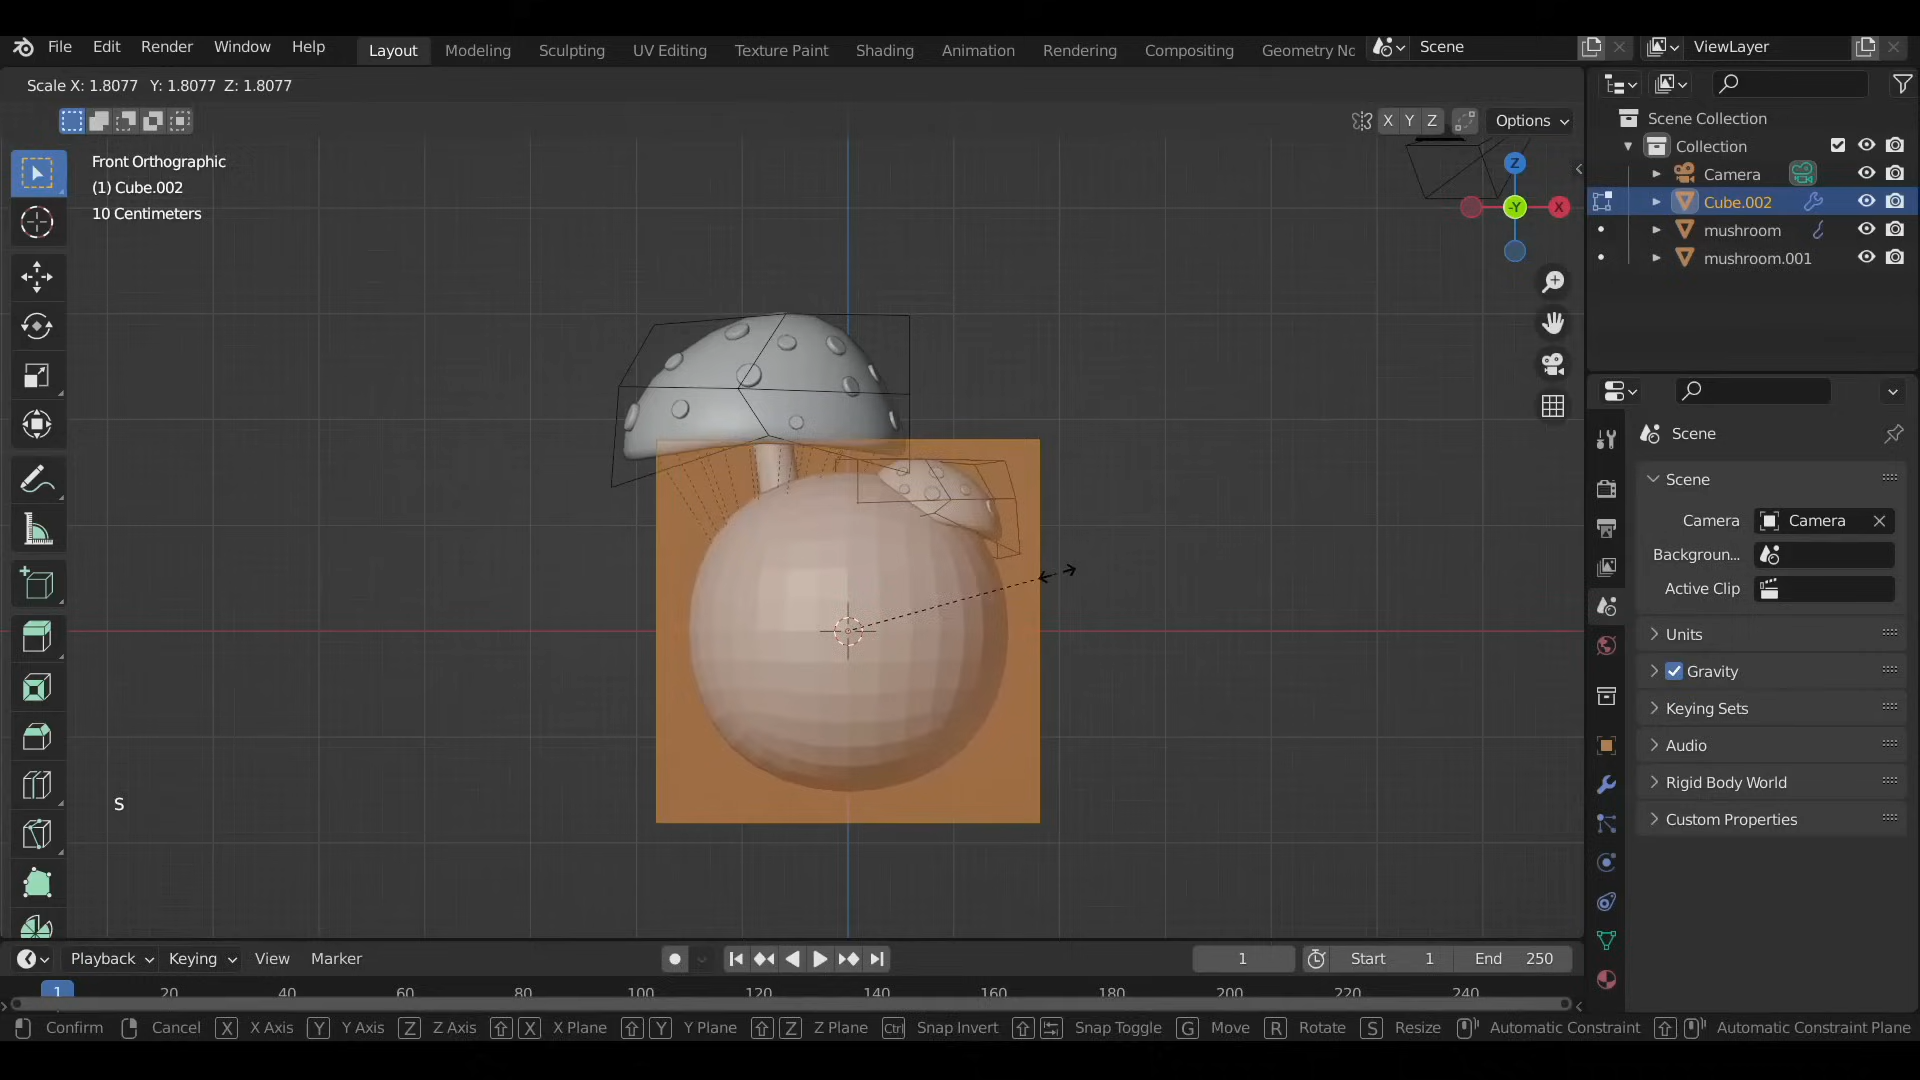 File Edit Render Window Help Layout Modeling Sculpting UV Editing Texture Paint Shading Animation Rendering Compositing Geometry No Scene ViewLayer
Scale X: 1.8077 Y: 1.8077 Z: 1.8077
X Y Z Options
Front Orthographic
(1) Cube.002
10 Centimeters
Z
-Y
X
S
Scene Collection
Collection
Camera
Cube.002
mushroom
mushroom.001
Scene
Scene
Camera Camera
Backgroun...
Active Clip
Units
Gravity
Keying Sets
Audio
Rigid Body World
Custom Properties
Playback Keying View Marker 1 Start 1 End 250
1 20 40 60 80 100 120 140 160 180 200 220 240
Confirm Cancel X X Axis Y Y Axis Z Z Axis X X Plane Y Y Plane Z Z Plane Ctrl Snap Invert Snap Toggle G Move R Rotate S Resize Automatic Constraint Automatic Constraint Plane